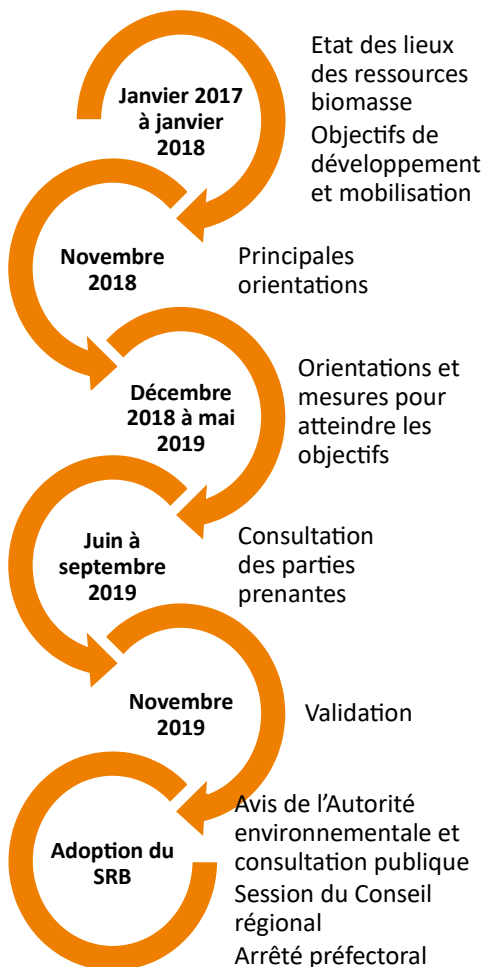 Janvier 2017
à janvier
2018
Etat des lieux
des ressources
biomasse
Objectifs de
développement
et mobilisation
Novembre
2018
Principales
orientations
Décembre
2018 à mai
2019
Orientations et
mesures pour
atteindre les
objectifs
Juin à
septembre
2019
Consultation
des parties
prenantes
Novembre
2019
Validation
Adoption du
SRB
Avis de l’Autorité
environnementale et
consultation publique
Session du Conseil
régional
Arrêté préfectoral